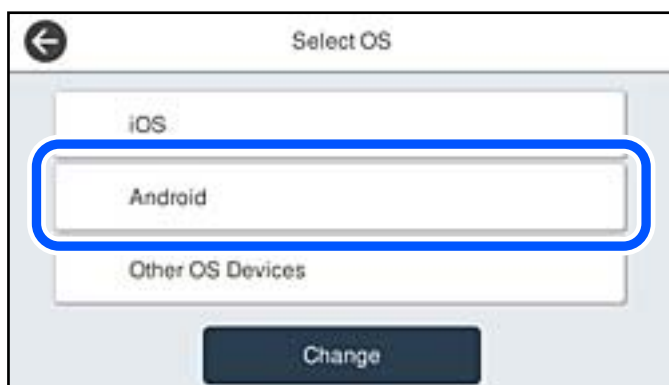 Select OS
iOS
Android
Other OS Devices
Change